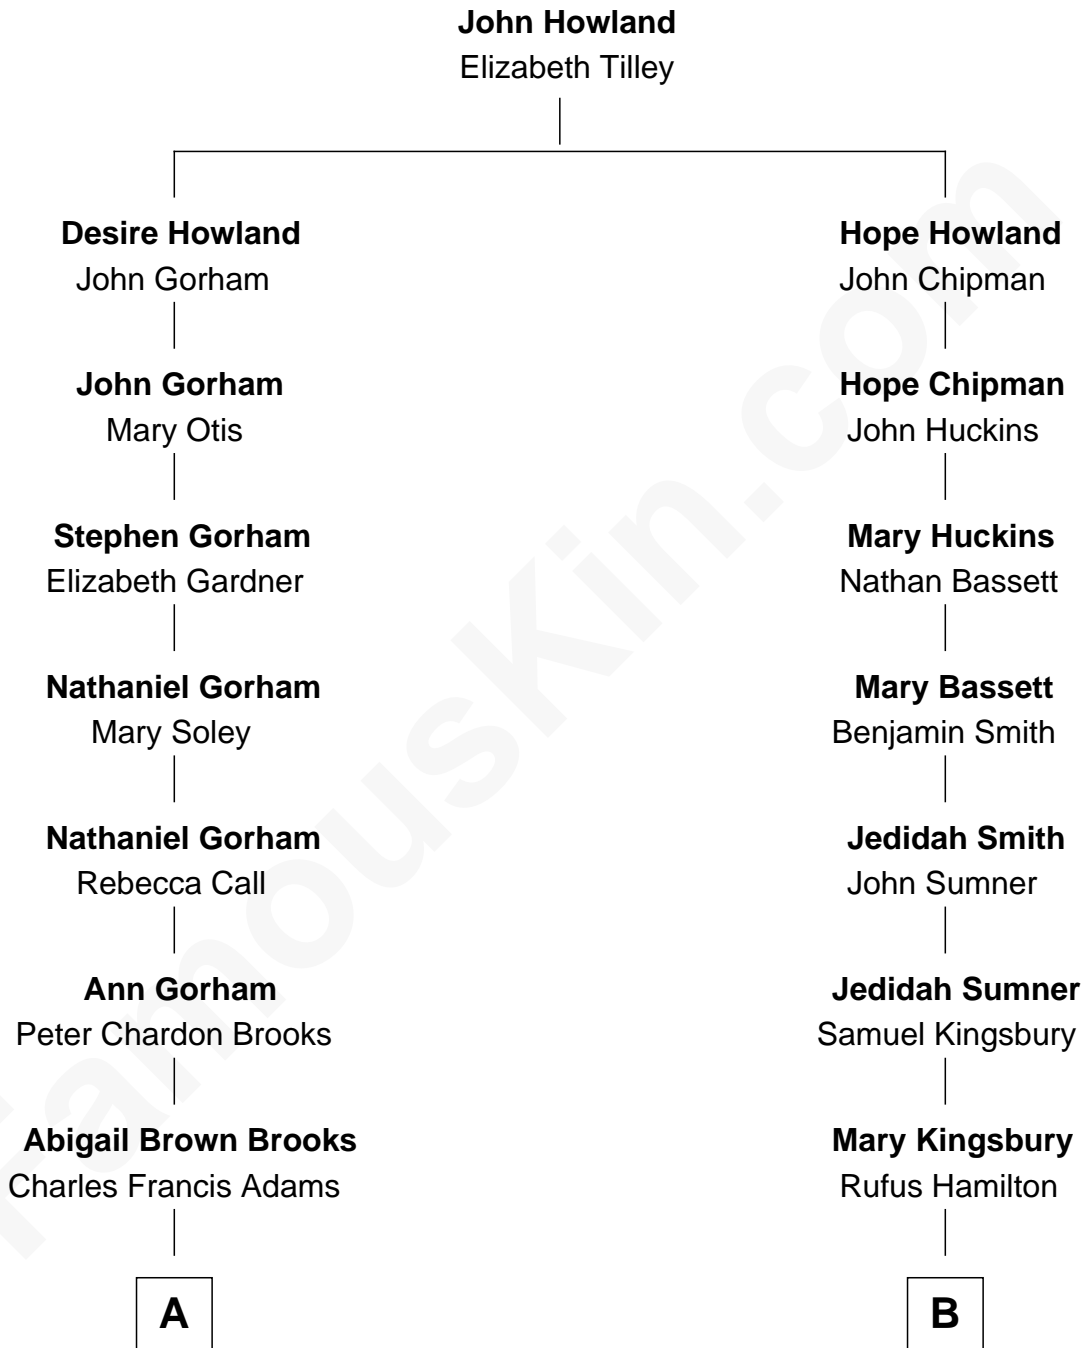 John Howland
Elizabeth Tilley
Desire Howland
John Gorham
Hope Howland
John Chipman
John Gorham
Mary Otis
Hope Chipman
John Huckins
Stephen Gorham
Elizabeth Gardner
Mary Huckins
Nathan Bassett
Nathaniel Gorham
Mary Soley
Mary Bassett
Benjamin Smith
Nathaniel Gorham
Rebecca Call
Jedidah Smith
John Sumner
Ann Gorham
Peter Chardon Brooks
Jedidah Sumner
Samuel Kingsbury
Abigail Brown Brooks
Charles Francis Adams
Mary Kingsbury
Rufus Hamilton
A
B
FamousKin.com